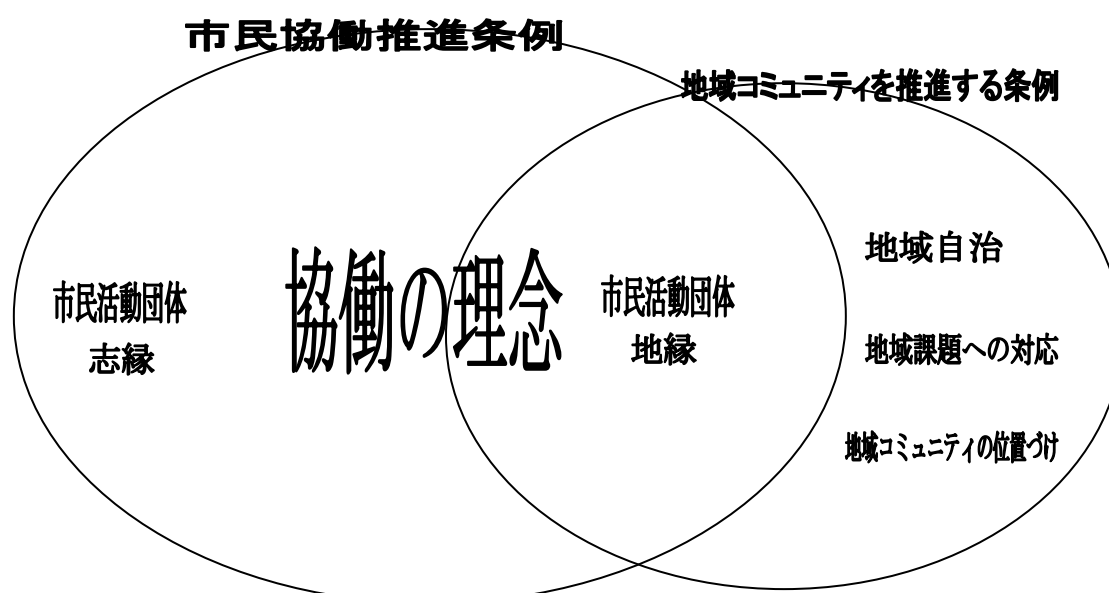 市民協働推進条例
地域コミュニティを推進する条例
市民活動団体
志縁
協働の理念
市民活動団体
地縁
地域自治
地域課題への対応
地域コミュニティの位置づけ